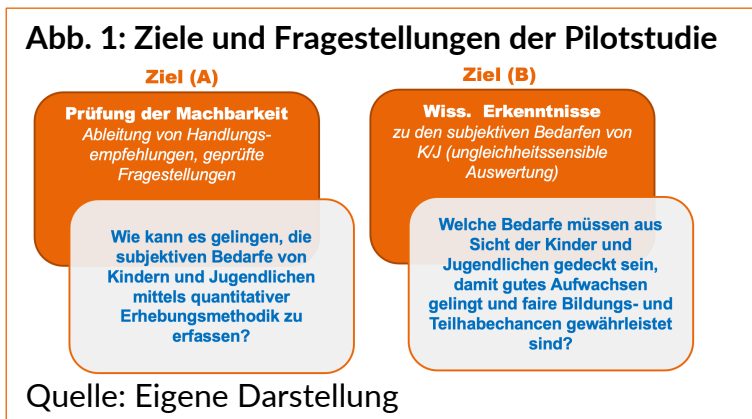 Abb. 1: Ziele und Fragestellungen der Pilotstudie
Ziel (A)
Prüfung der Machbarkeit
Ableitung von Handlungs-
empfehlungen, geprüfte
Fragestellungen
Wie kann es gelingen, die
subjektiven Bedarfe von
Kindern und Jugendlichen
mittels quantitativer
Erhebungsmethodik zu
erfassen?
Ziel (B)
Wiss. Erkenntnisse
zu den subjektiven Bedarfen von
K/J (ungleichheitssensible
Auswertung)
Welche Bedarfe müssen aus
Sicht der Kinder und
Jugendlichen gedeckt sein,
damit gutes Aufwachsen
gelingt und faire Bildungs- und
Teilhabechancen gewährleistet
sind?
Quelle: Eigene Darstellung